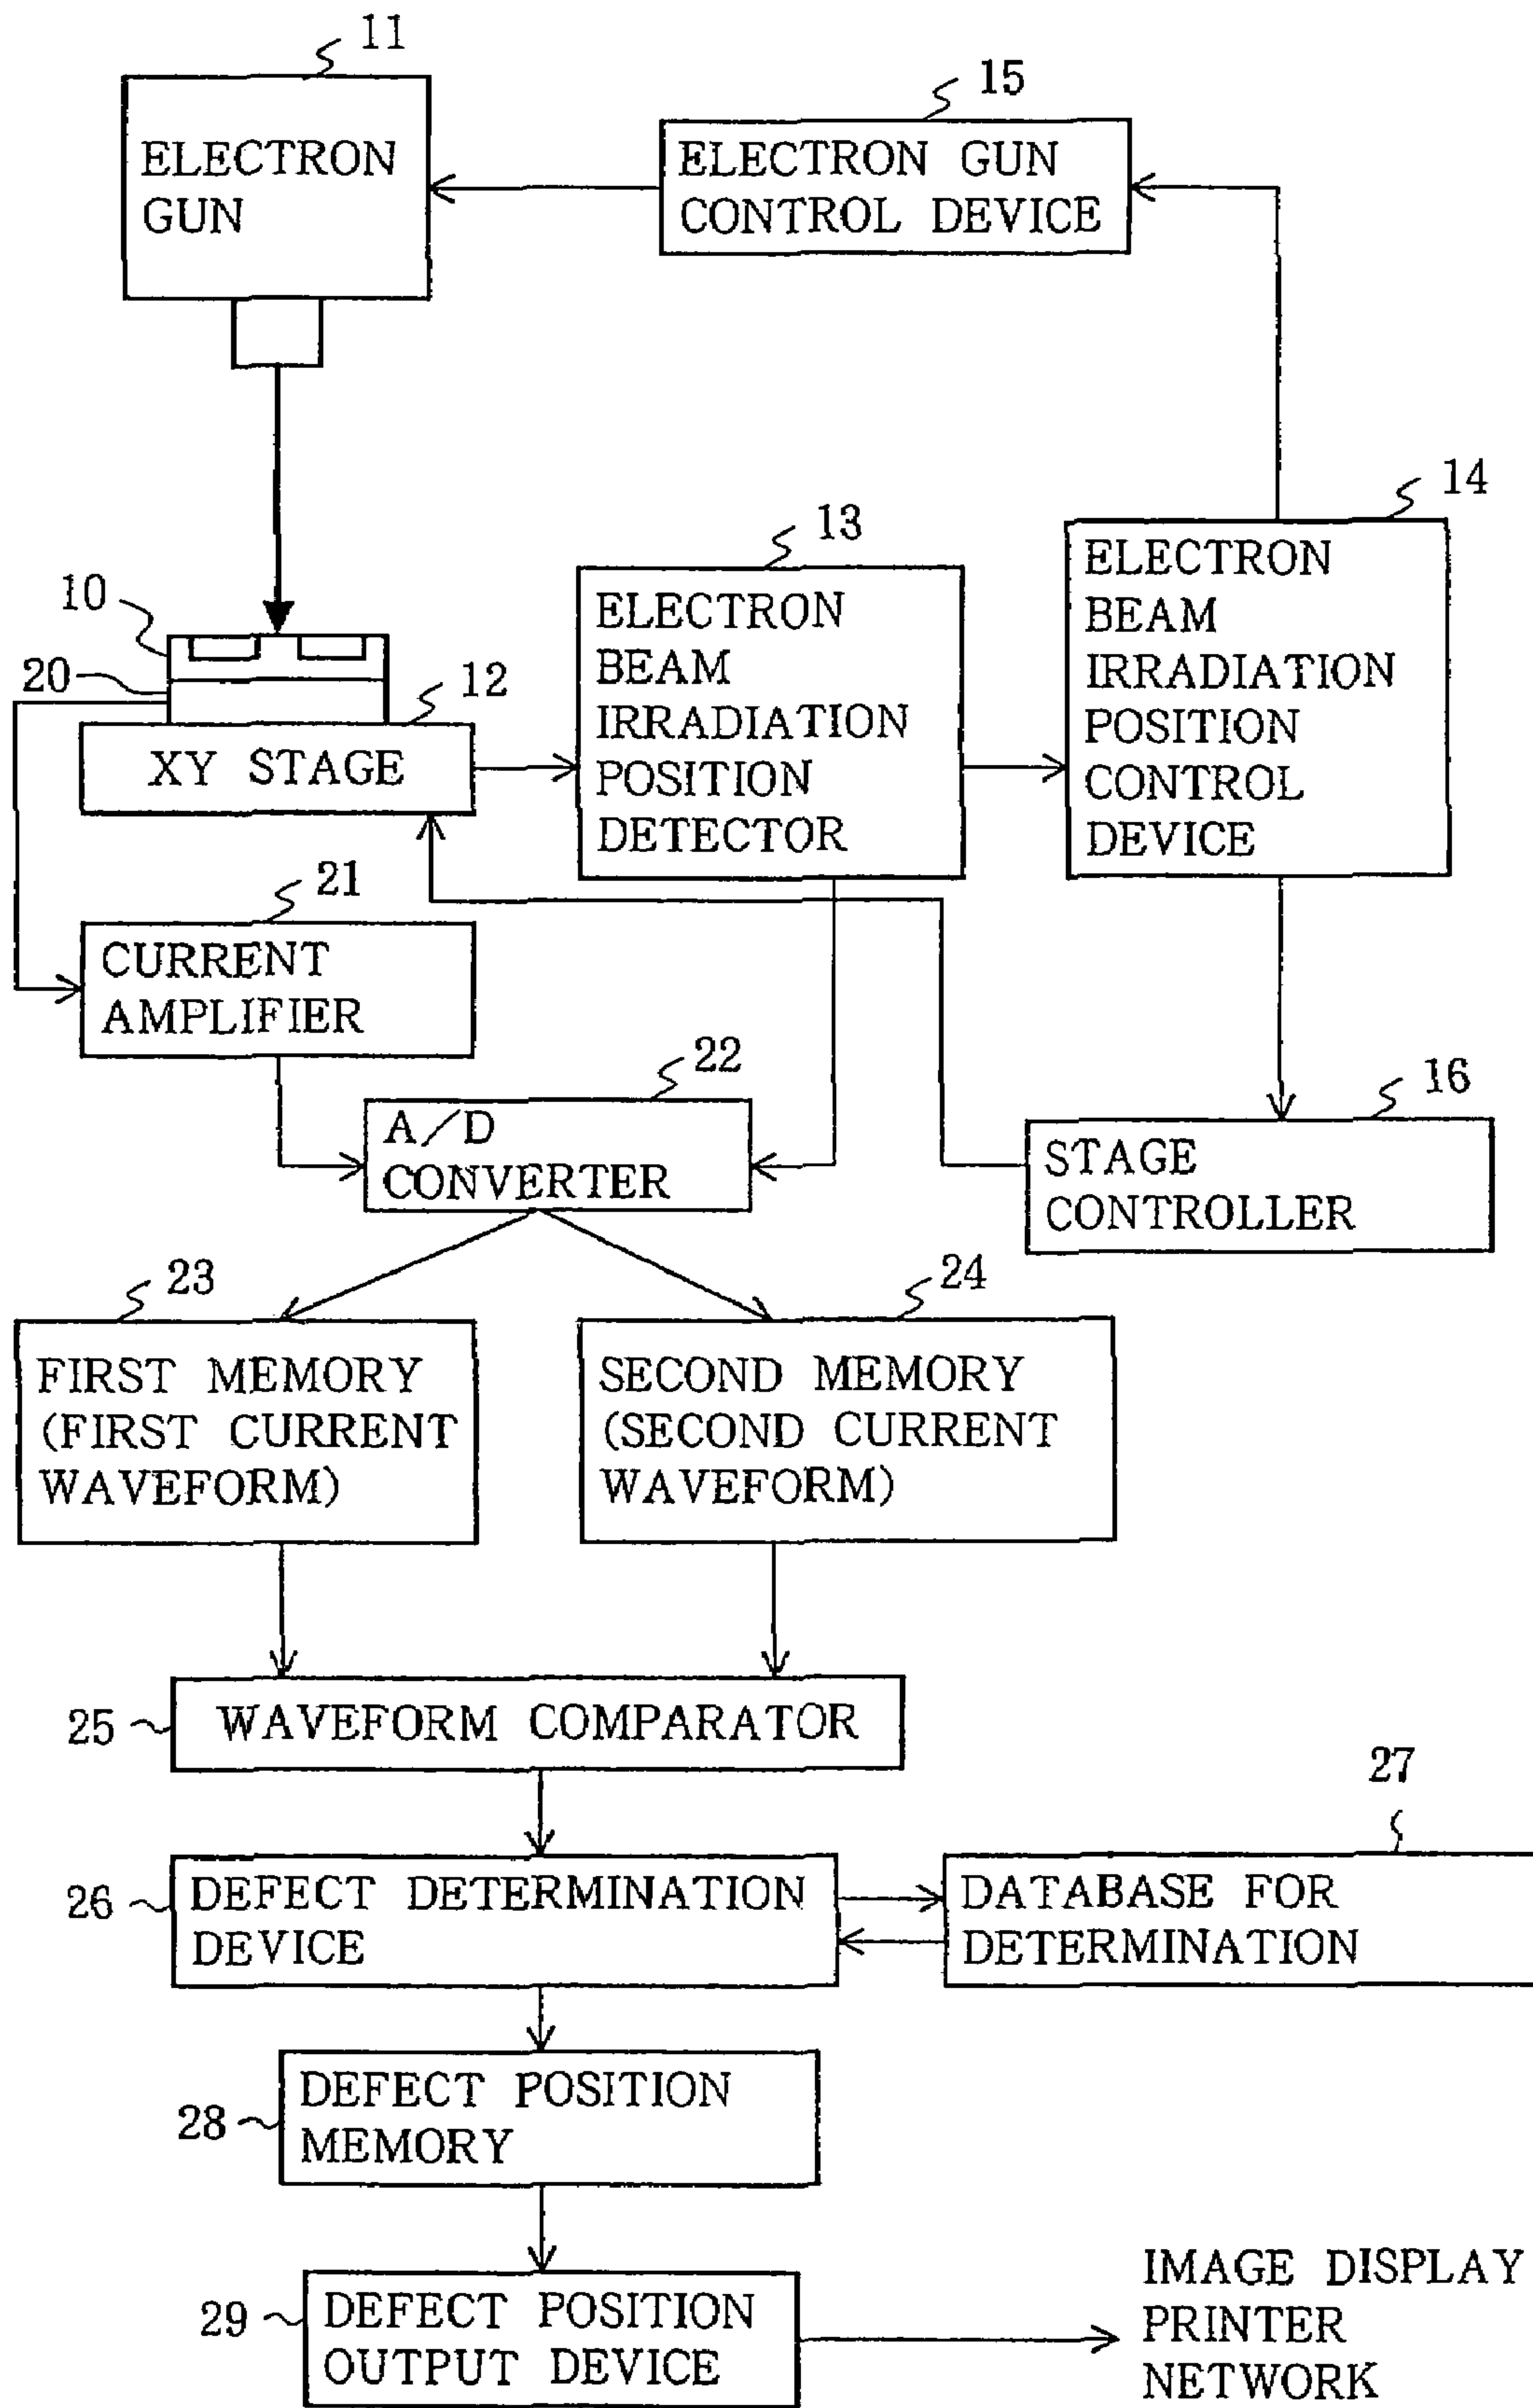 11
ELECTRON
GUN
15
ELECTRON GUN
CONTROL DEVICE
14
ELECTRON
BEAM
IRRADIATION
POSITION
CONTROL
DEVICE
13
ELECTRON
BEAM
IRRADIATION
POSITION
DETECTOR
10
20
12
XY STAGE
21
CURRENT
AMPLIFIER
22
A/D
CONVERTER
16
STAGE
CONTROLLER
23
FIRST MEMORY
(FIRST CURRENT
WAVEFORM)
24
SECOND MEMORY
(SECOND CURRENT
WAVEFORM)
25
WAVEFORM COMPARATOR
26
DEFECT DETERMINATION
DEVICE
27
DATABASE FOR
DETERMINATION
28
DEFECT POSITION
MEMORY
29
DEFECT POSITION
OUTPUT DEVICE
IMAGE DISPLAY
PRINTER
NETWORK